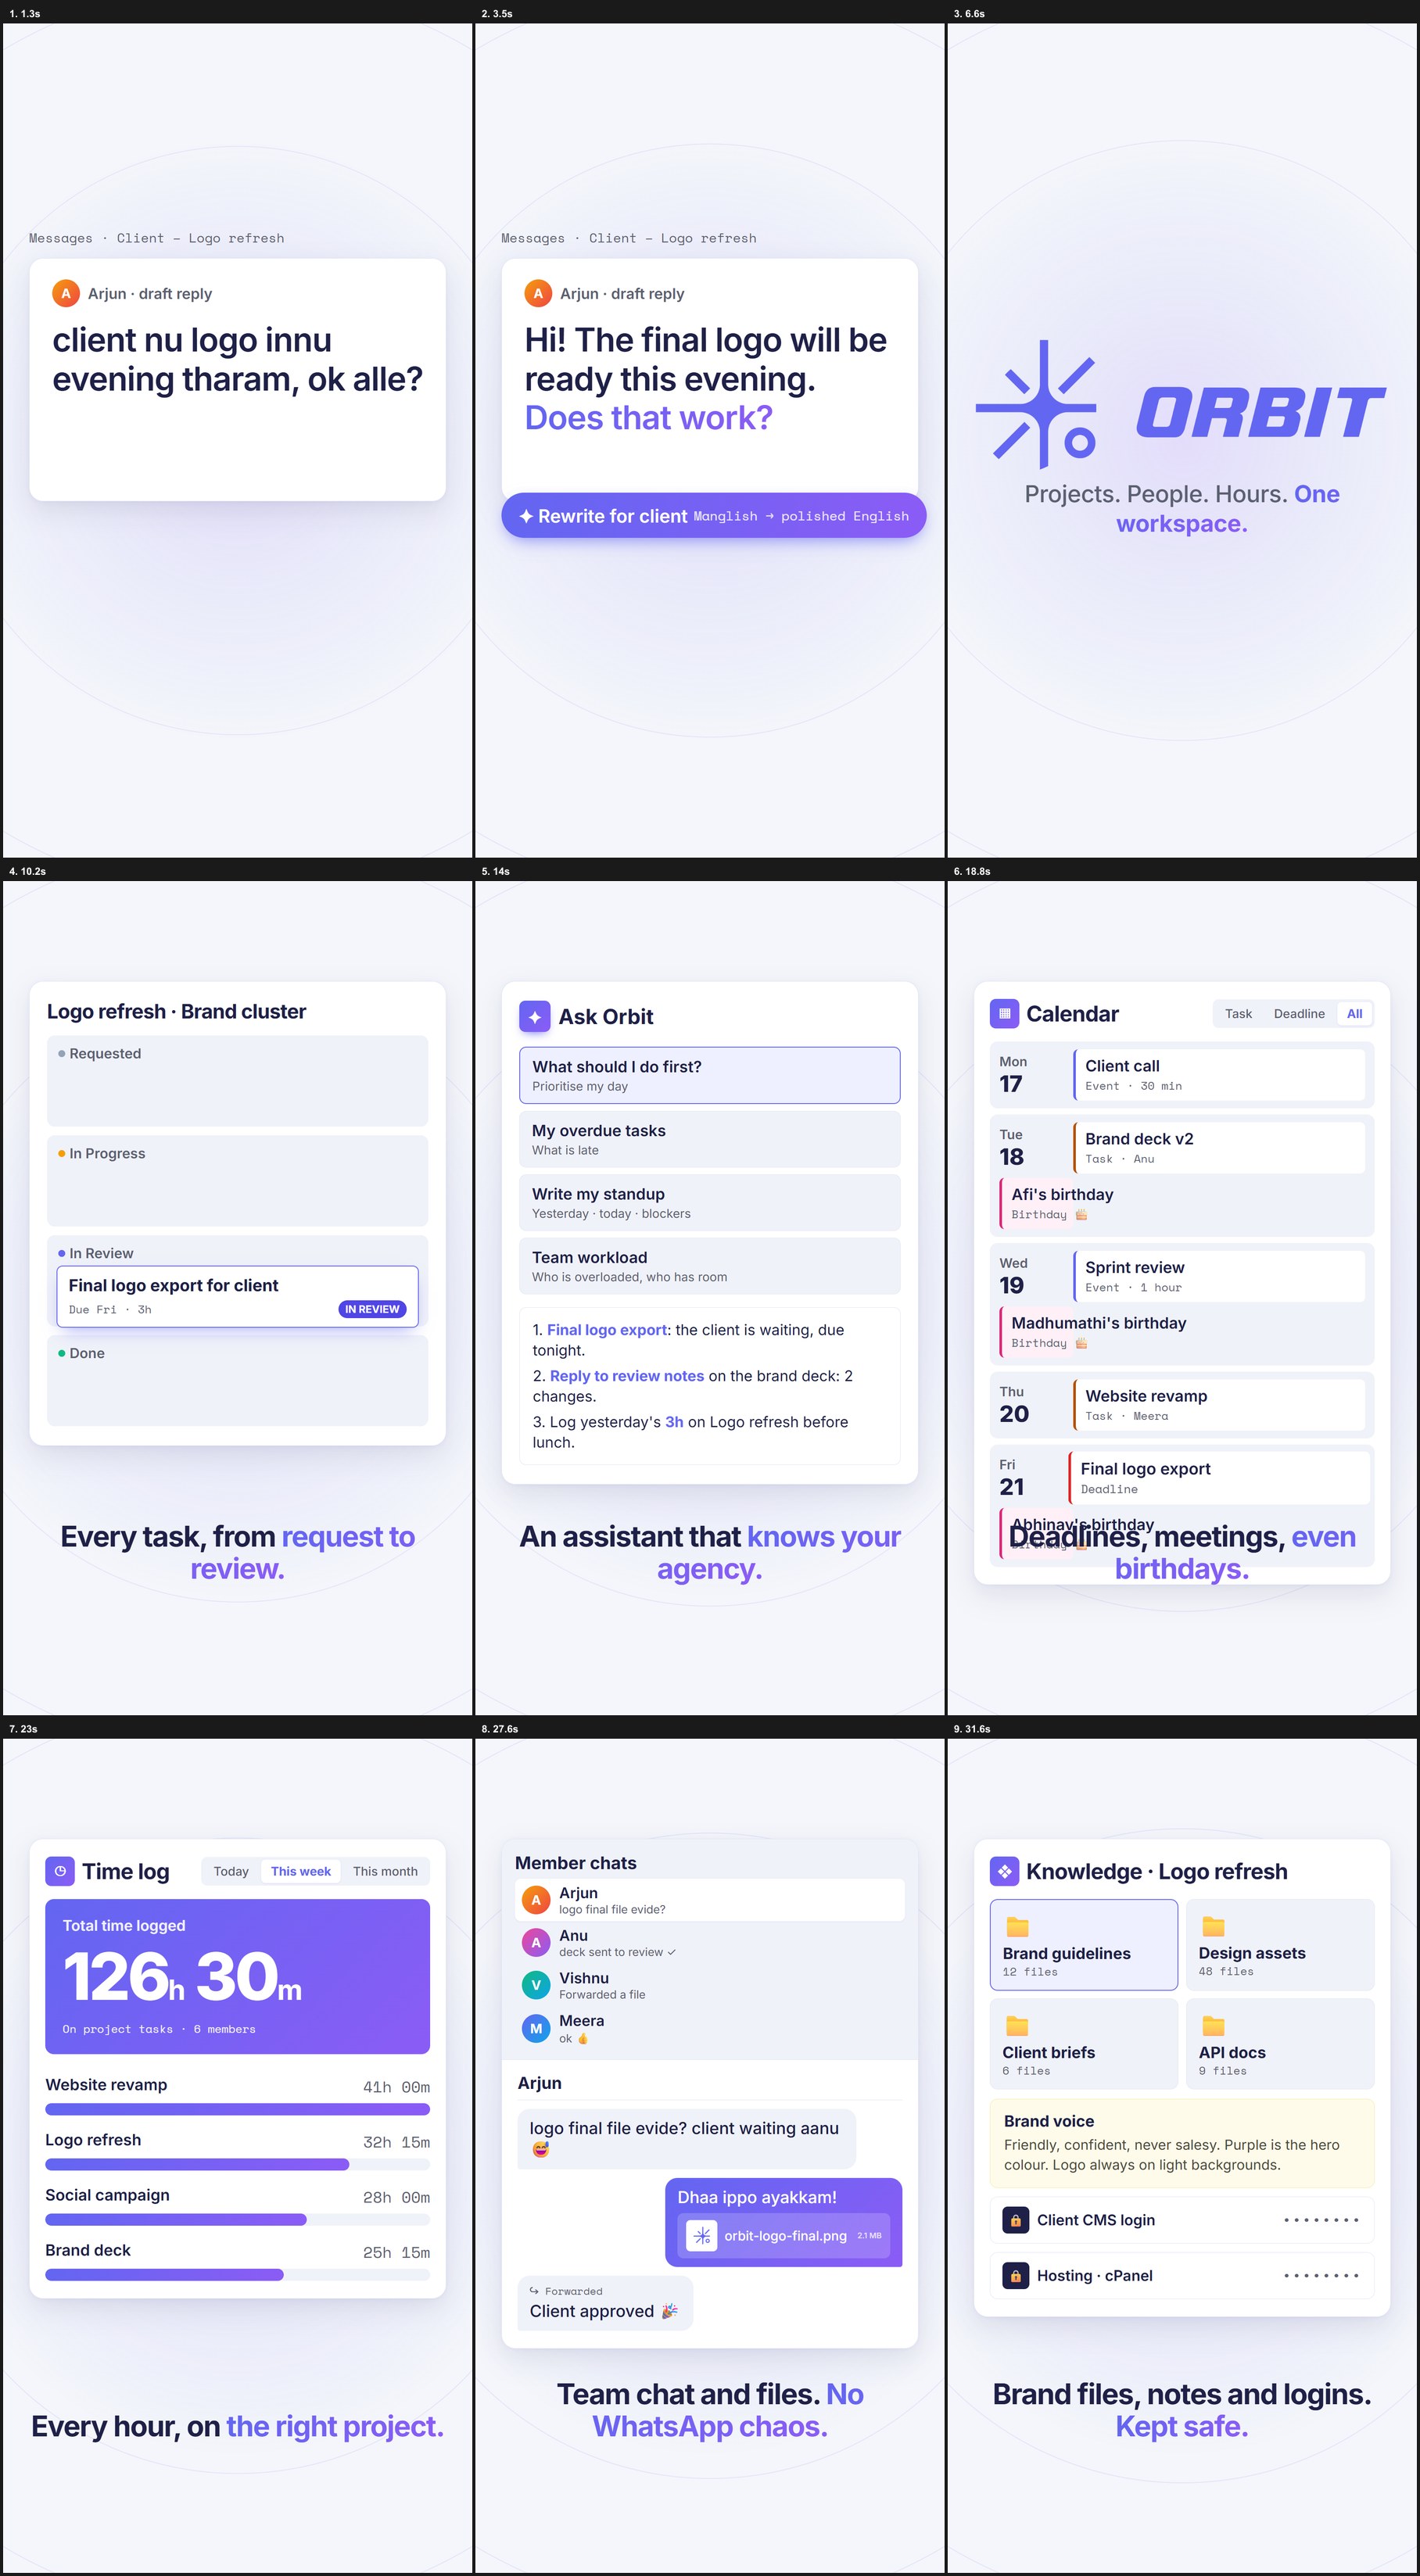 1. 1.3s
Messages · Client – Logo refresh
A
Arjun · draft reply
client nu logo innu
evening tharam, ok alle?
2. 3.5s
Messages · Client – Logo refresh
A
Arjun · draft reply
Hi! The final logo will be
ready this evening.
Does that work?
✦ Rewrite for client Manglish → polished English
3. 6.6s
ORBIT
Projects. People. Hours. One
workspace.
4. 10.2s
Logo refresh · Brand cluster
Requested
In Progress
In Review
Final logo export for client
Due Fri · 3h
IN REVIEW
Done
Every task, from request to
review.
5. 14s
Ask Orbit
What should I do first?
Prioritise my day
My overdue tasks
What is late
Write my standup
Yesterday · today · blockers
Team workload
Who is overloaded, who has room
1. Final logo export: the client is waiting, due
tonight.
2. Reply to review notes on the brand deck: 2
changes.
3. Log yesterday's 3h on Logo refresh before
lunch.
An assistant that knows your
agency.
6. 18.8s
Calendar
Task Deadline All
Mon
17
Client call
Event · 30 min
Tue
18
Brand deck v2
Task · Anu
Afi's birthday
Birthday 🎂
Wed
19
Sprint review
Event · 1 hour
Madhumathi's birthday
Birthday 🎂
Thu
20
Website revamp
Task · Meera
Fri
21
Final logo export
Deadline
Abhinav's birthday
Birthday 🎂
Deadlines, meetings, even
birthdays.
7. 23s
Time log
Today This week This month
Total time logged
126h 30m
On project tasks · 6 members
Website revamp 41h 00m
Logo refresh 32h 15m
Social campaign 28h 00m
Brand deck 25h 15m
Every hour, on the right project.
8. 27.6s
Member chats
A
Arjun
logo final file evide?
A
Anu
deck sent to review ✓
V
Vishnu
Forwarded a file
M
Meera
ok 👍
Arjun
logo final file evide? client waiting aanu
😅
Dhaa ippo ayakkam!
orbit-logo-final.png 2.1 MB
↪ Forwarded
Client approved 🎉
Team chat and files. No
WhatsApp chaos.
9. 31.6s
Knowledge · Logo refresh
Brand guidelines
12 files
Design assets
48 files
Client briefs
6 files
API docs
9 files
Brand voice
Friendly, confident, never salesy. Purple is the hero
colour. Logo always on light backgrounds.
Client CMS login ••••••••
Hosting · cPanel ••••••••
Brand files, notes and logins.
Kept safe.